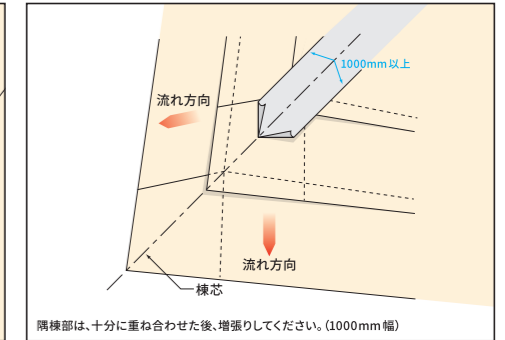 1000mm以上
流れ方向
流れ方向
棟芯
隅棟部は、十分に重ね合わせた後、増張りしてください。(1000mm幅)